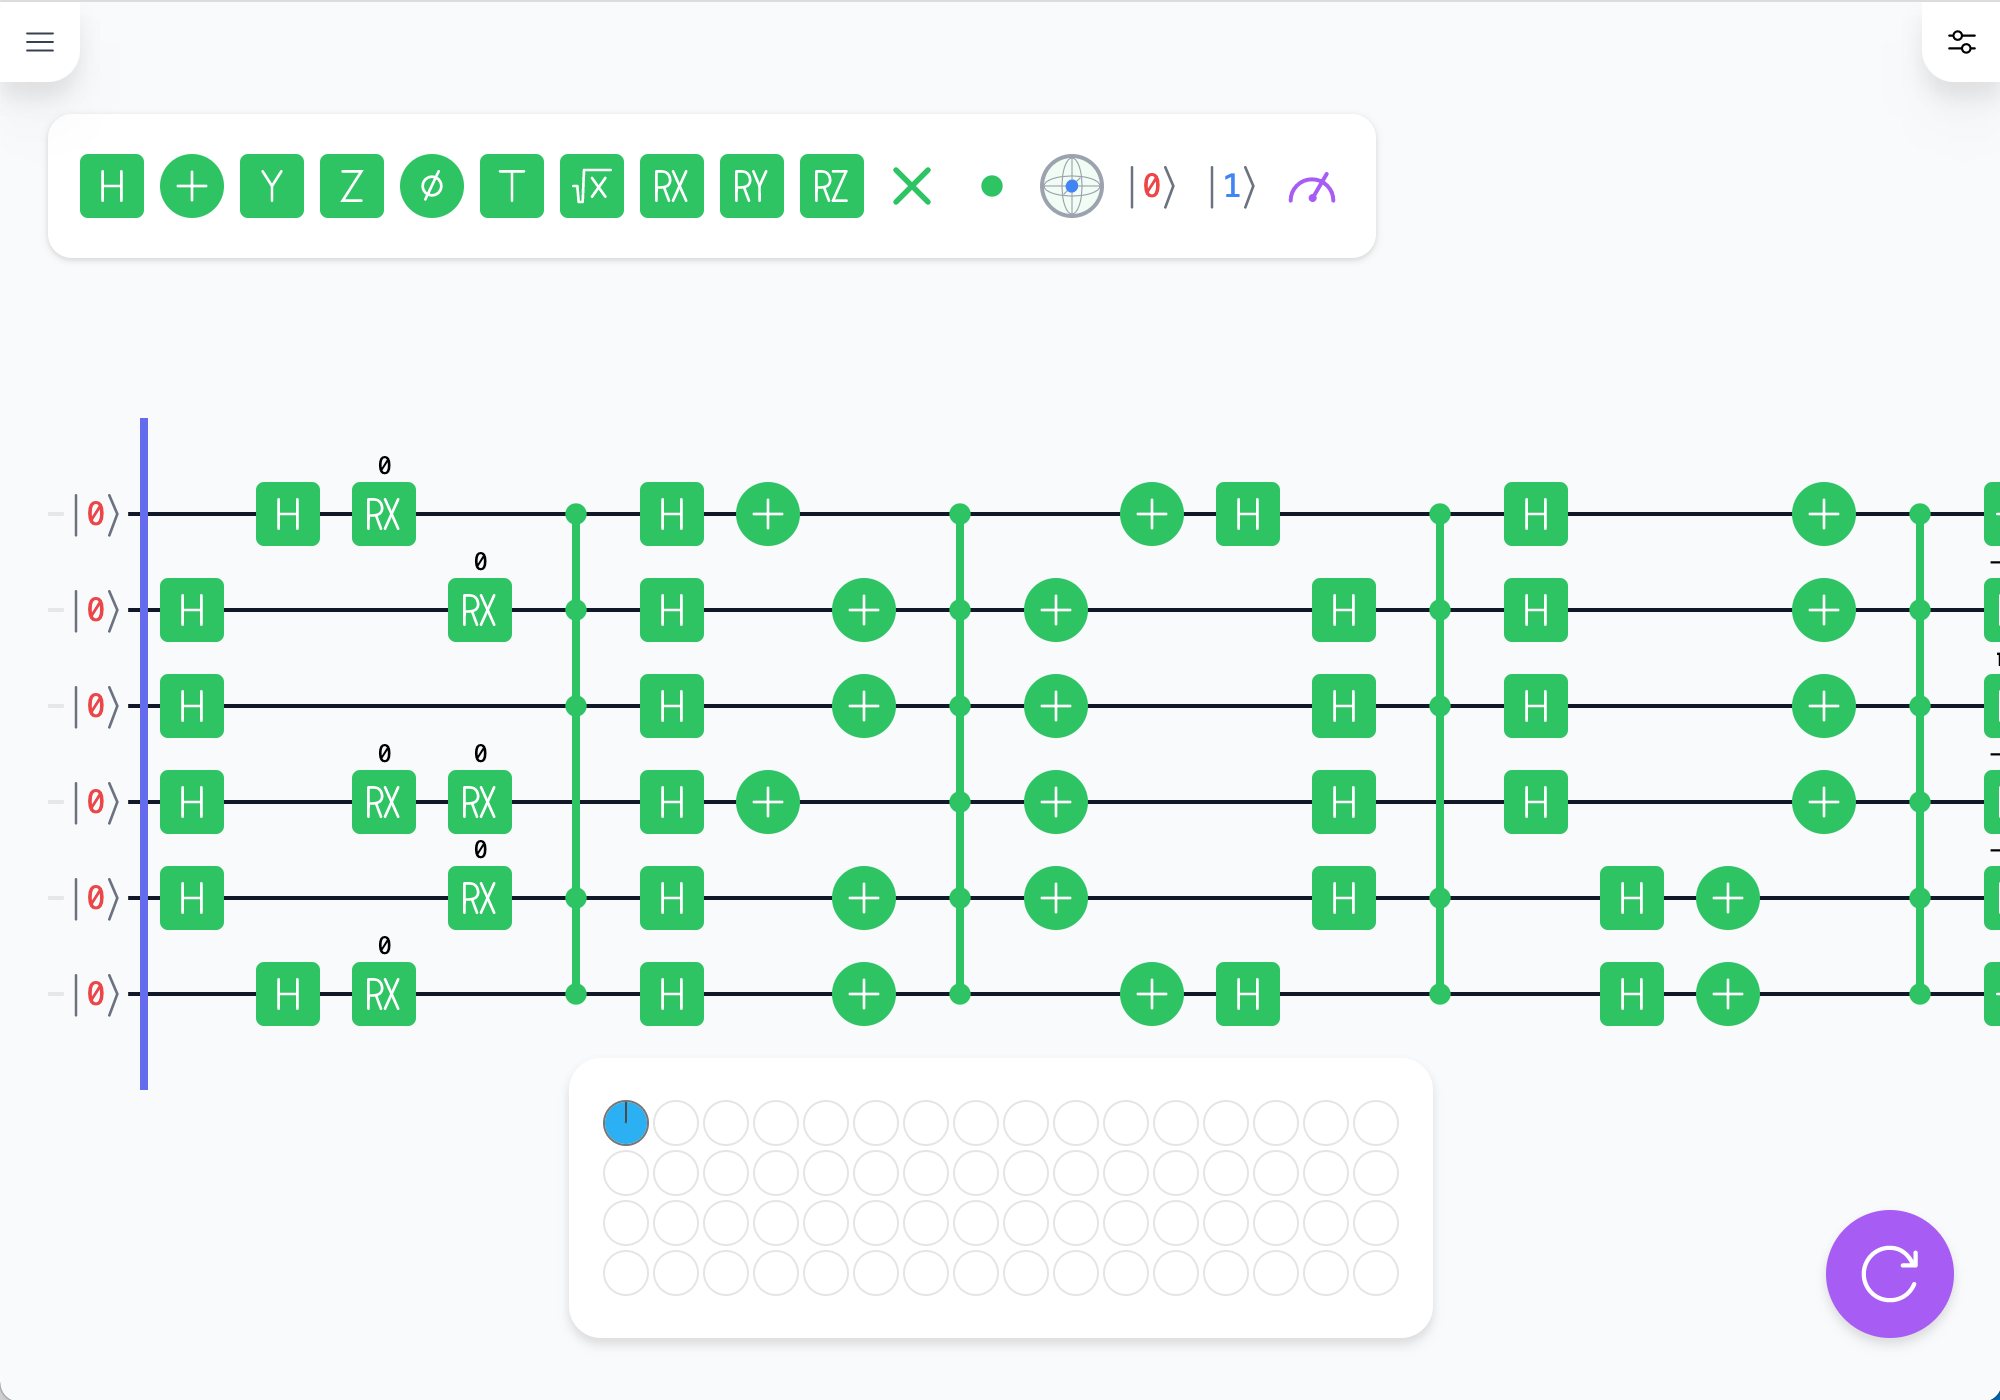 H + Y Z ϕ T √X RX RY RZ |0⟩ |1⟩
0
|0⟩ H RX H + + H H +
0
|0⟩ H RX H + + H H +
|0⟩ H H + + H H +
0 0
|0⟩ H RX RX H + + H H +
0
|0⟩ H RX H + + H H +
0
|0⟩ H RX H + + H H +